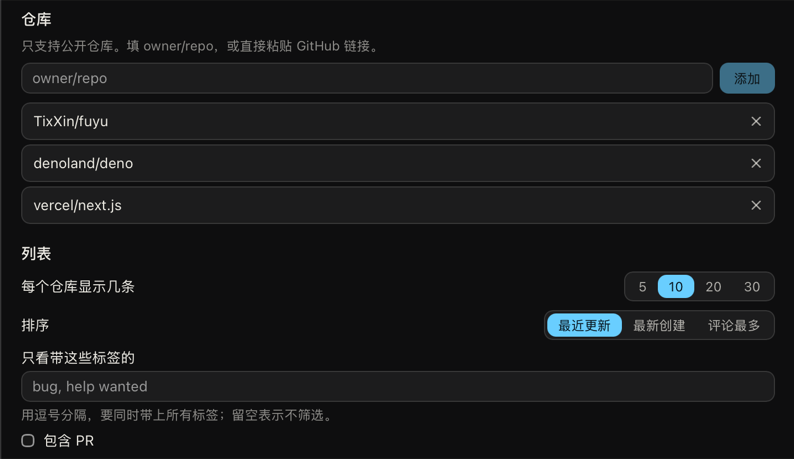 仓库
只支持公开仓库。填 owner/repo，或直接粘贴 GitHub 链接。
owner/repo
添加
TixXin/fuyu
denoland/deno
vercel/next.js
列表
每个仓库显示几条
5 10 20 30
排序
最近更新 最新创建 评论最多
只看带这些标签的
bug, help wanted
用逗号分隔，要同时带上所有标签；留空表示不筛选。
包含 PR